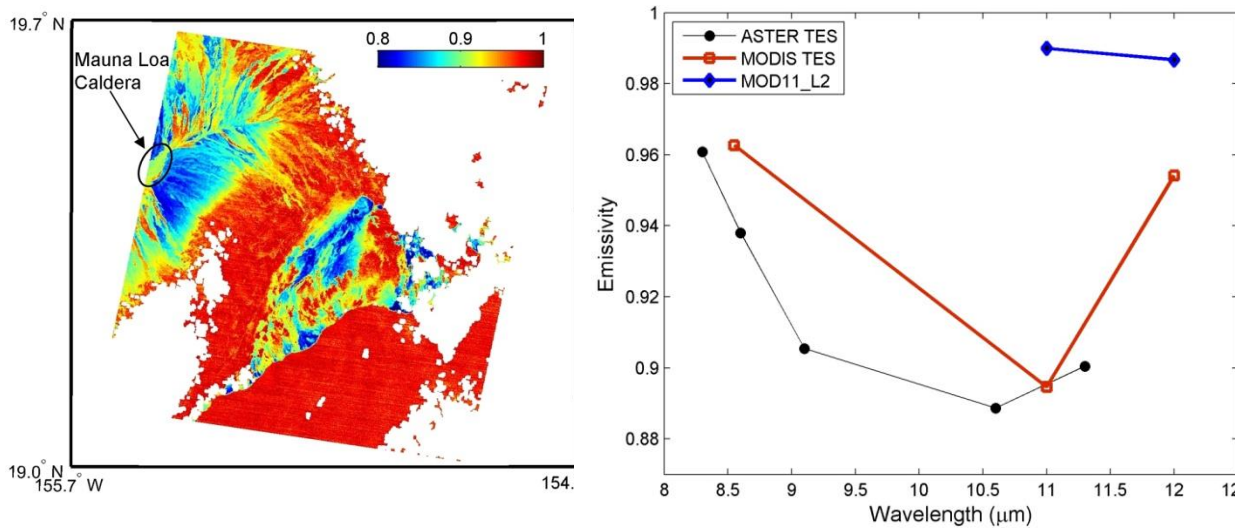 19.7° N
Mauna Loa
Caldera
0.8 0.9 1
19.0° N
155.7° W
154.
ASTER TES
MODIS TES
MOD11_L2
Emissivity
1
0.98
0.96
0.94
0.92
0.9
0.88
8 8.5 9 9.5 10 10.5 11 11.5 12 12.5
Wavelength (μm)